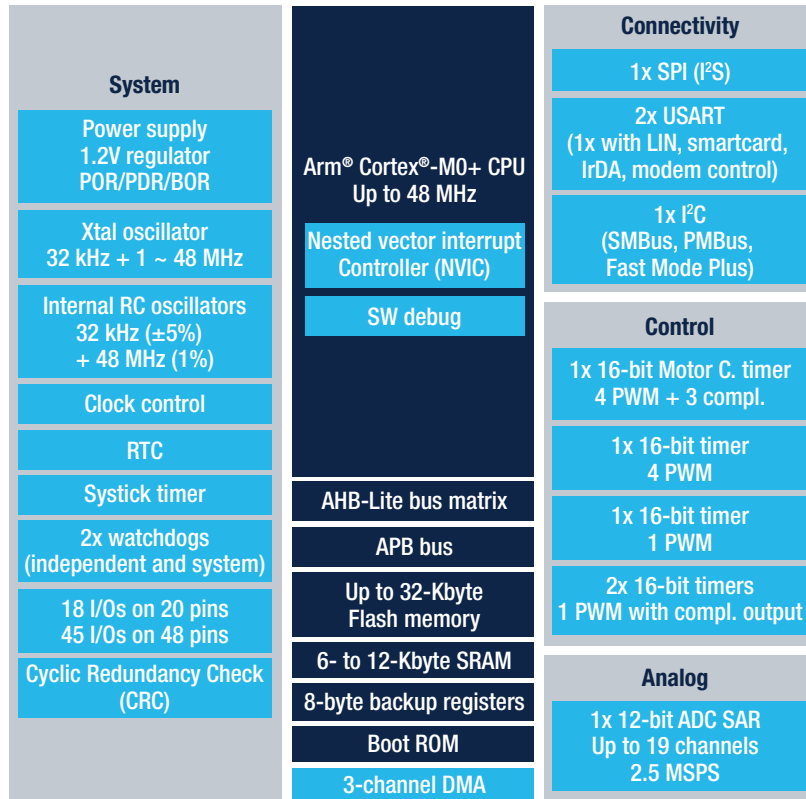 System
Power supply
1.2V regulator
POR/PDR/BOR
Xtal oscillator
32 kHz + 1 ~ 48 MHz
Internal RC oscillators
32 kHz (±5%)
+ 48 MHz (1%)
Clock control
RTC
Systick timer
2x watchdogs
(independent and system)
18 I/Os on 20 pins
45 I/Os on 48 pins
Cyclic Redundancy Check
(CRC)
Arm® Cortex®-M0+ CPU
Up to 48 MHz
Nested vector interrupt
Controller (NVIC)
SW debug
AHB-Lite bus matrix
APB bus
Up to 32-Kbyte
Flash memory
6- to 12-Kbyte SRAM
8-byte backup registers
Boot ROM
3-channel DMA
Connectivity
1x SPI (I²S)
2x USART
(1x with LIN, smartcard,
IrDA, modem control)
1x I²C
(SMBus, PMBus,
Fast Mode Plus)
Control
1x 16-bit Motor C. timer
4 PWM + 3 compl.
1x 16-bit timer
4 PWM
1x 16-bit timer
1 PWM
2x 16-bit timers
1 PWM with compl. output
Analog
1x 12-bit ADC SAR
Up to 19 channels
2.5 MSPS